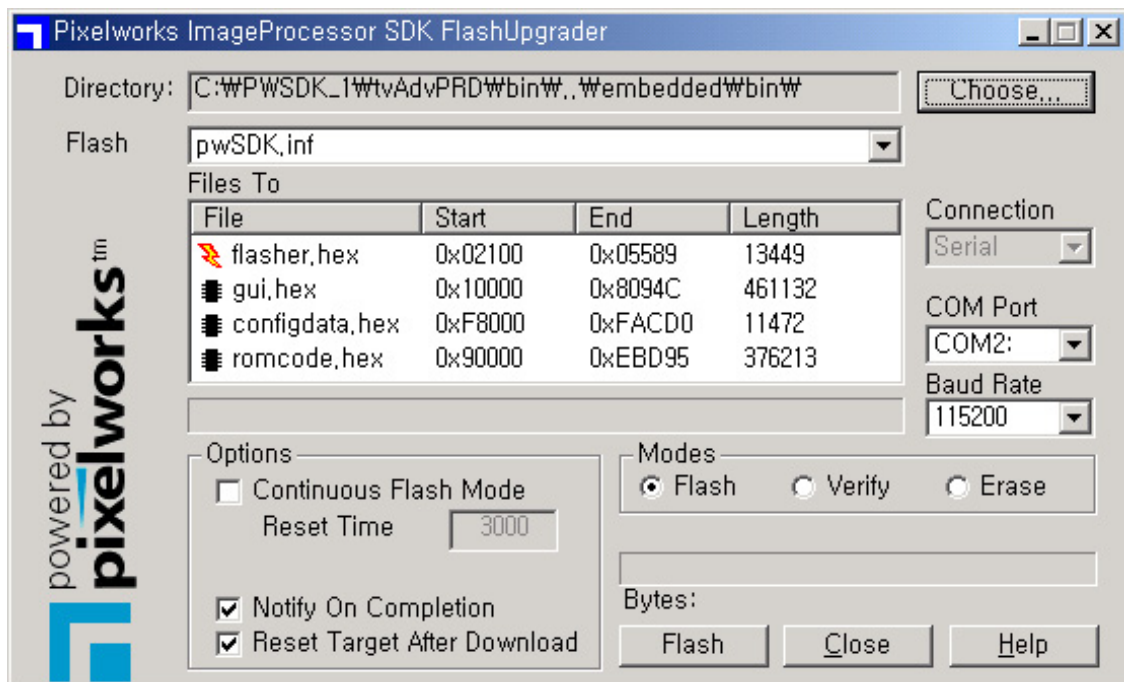 Pixelworks ImageProcessor SDK FlashUpgrader
Directory: C:₩PWSDK_1₩tvAdvPRD₩bin₩..₩embedded₩bin₩ Choose...
Flash pwSDK.inf
Files To
File Start End Length
flasher.hex 0x02100 0x05589 13449
gui.hex 0x10000 0x8094C 461132
configdata.hex 0xF8000 0xFACD0 11472
romcode.hex 0x90000 0xEBD95 376213
Connection
Serial
COM Port
COM2:
Baud Rate
115200
Options
Continuous Flash Mode
Reset Time 3000
Notify On Completion
Reset Target After Download
Modes
Flash Verify Erase
Bytes:
Flash Close Help
powered by
pixelworks tm